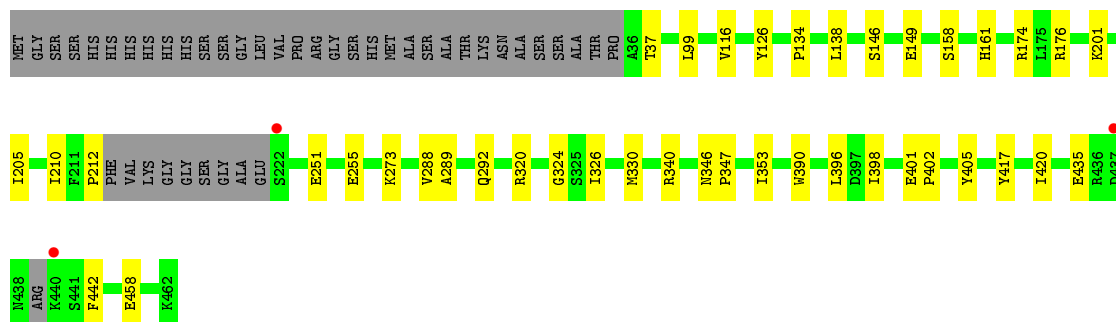 MET GLY SER SER HIS HIS HIS HIS HIS HIS SER SER GLY LEU VAL PRO ARG GLY SER HIS MET ALA SER ALA THR LYS ASN ALA SER SER ALA THR PRO A36 T37 L99 V116 Y126 P134 L138 S146 E149 S158 H161 R174 L175 R176 K201
I205 I210 F211 P212 PHE VAL LYS GLY GLY SER GLY ALA GLU S222 E251 E255 K273 V288 A289 Q292 R320 G324 S325 I326 M330 R340 N346 P347 I353 W390 L396 D397 I398 E401 P402 Y405 Y417 I420 E435 R436 D437
N438 ARG K440 S441 F442 E458 K462